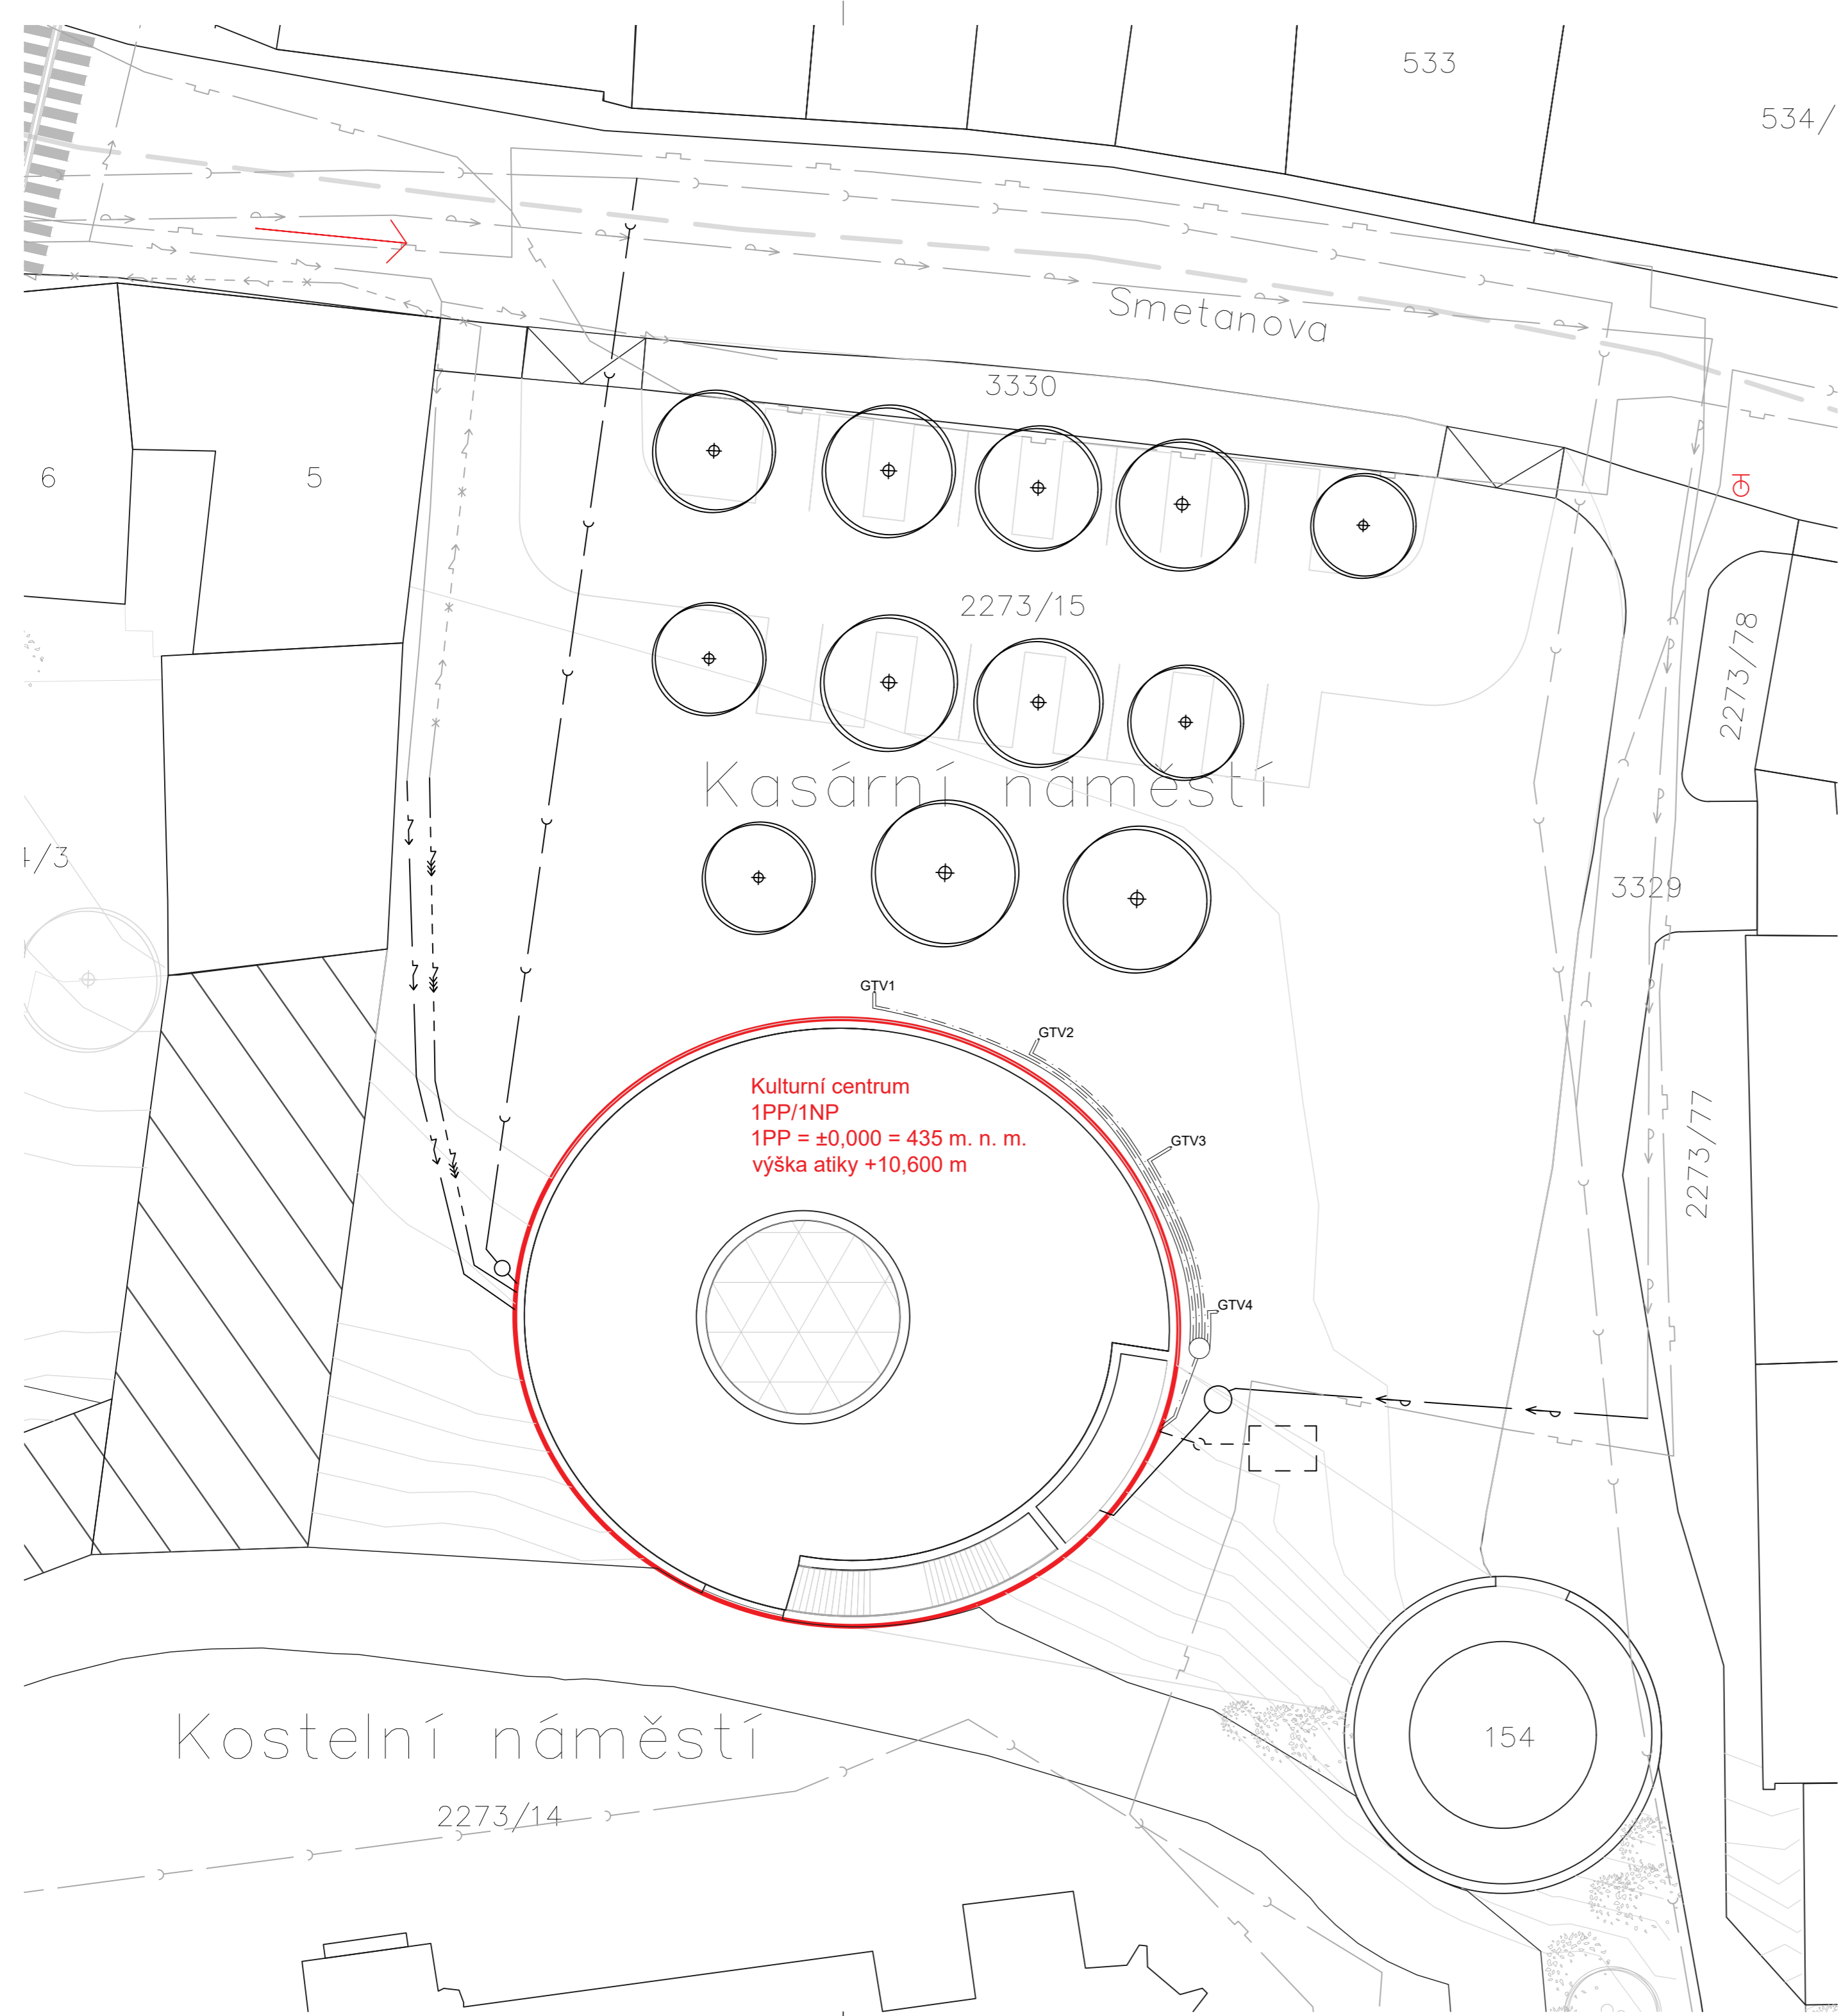 533
534/
Smetanova
3330
6
5
2273/15
2273/78
Kasární náměstí
/3
3329
GTV1
GTV2
Kulturní centrum
1PP/1NP
1PP = ±0,000 = 435 m. n. m.
výška atiky +10,600 m
GTV3
2273/77
GTV4
Kostelní náměstí
154
2273/14